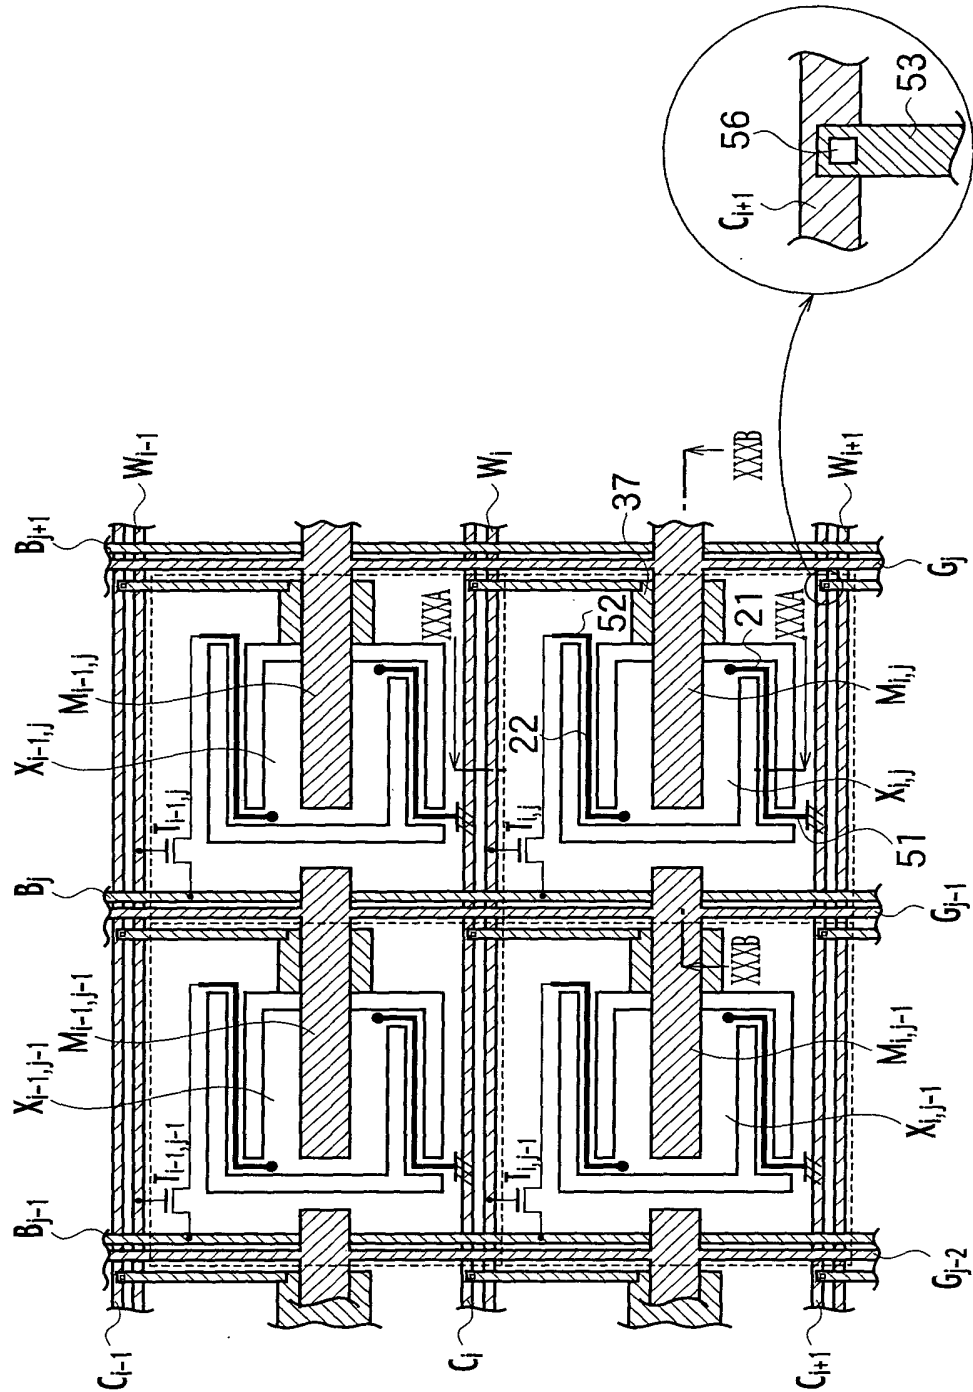 B_{j-1}
B_j
B_{j+1}
X_{i-1,j-1}
M_{i-1,j-1}
X_{i-1,j}
M_{i-1,j}
T_{i-1,j-1}
T_{i-1,j}
C_{i-1}
W_{i-1}
XXXA
T_{i,j-1}
T_{i,j}
22
52
37
C_i
W_i
XXXB
XXXB
21
XXXA
51
C_{i+1}
W_{i+1}
X_{i,j-1}
M_{i,j-1}
X_{i,j}
M_{i,j}
G_{j-2}
G_{j-1}
G_j
C_{i+1}
56
53